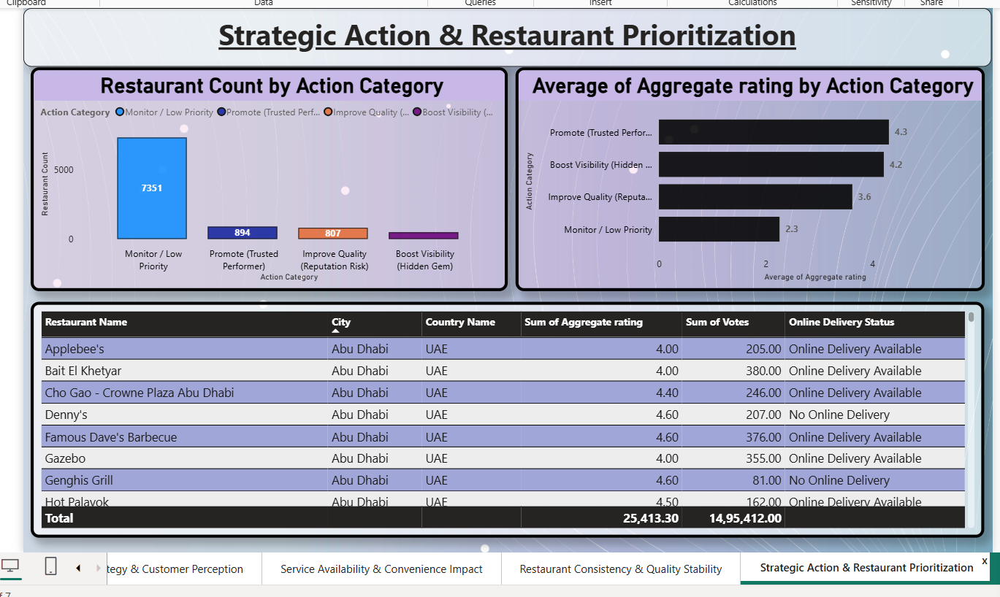 Clipboard Data Queries Insert Calculations Sensitivity Share
Strategic Action & Restaurant Prioritization
Restaurant Count by Action Category
Action Category Monitor / Low Priority Promote (Trusted Perf... Improve Quality (... Boost Visibility (...
Restaurant Count
5000
0
7351
894
807
Monitor / Low
Priority
Promote (Trusted
Performer)
Improve Quality
(Reputation Risk)
Boost Visibility
(Hidden Gem)
Action Category
Average of Aggregate rating by Action Category
Action Category
Promote (Trusted Perfor... 4.3
Boost Visibility (Hidden ... 4.2
Improve Quality (Reputa... 3.6
Monitor / Low Priority 2.3
0 2 4
Average of Aggregate rating
Restaurant Name City Country Name Sum of Aggregate rating Sum of Votes Online Delivery Status
Applebee's Abu Dhabi UAE 4.00 205.00 Online Delivery Available
Bait El Khetyar Abu Dhabi UAE 4.00 380.00 Online Delivery Available
Cho Gao - Crowne Plaza Abu Dhabi Abu Dhabi UAE 4.40 246.00 Online Delivery Available
Denny's Abu Dhabi UAE 4.60 207.00 No Online Delivery
Famous Dave's Barbecue Abu Dhabi UAE 4.60 376.00 Online Delivery Available
Gazebo Abu Dhabi UAE 4.00 355.00 Online Delivery Available
Genghis Grill Abu Dhabi UAE 4.60 81.00 No Online Delivery
Hot Palayok Abu Dhabi UAE 4.50 162.00 Online Delivery Available
Total 25,413.30 14,95,412.00
tegy & Customer Perception Service Availability & Convenience Impact Restaurant Consistency & Quality Stability Strategic Action & Restaurant Prioritization x
f 7